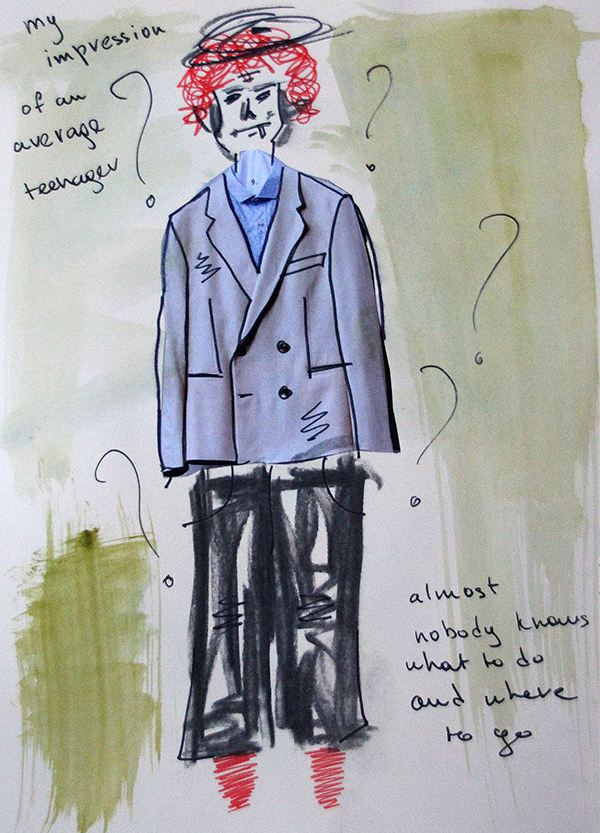 my
impression
of an
average
teenager
?
?
?
?
?
almost
nobody knows
what to do
and where
to go